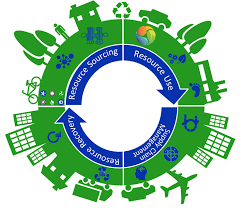 Resource Sourcing
Resource Use
Supply Chain
Management
Resource Recovery